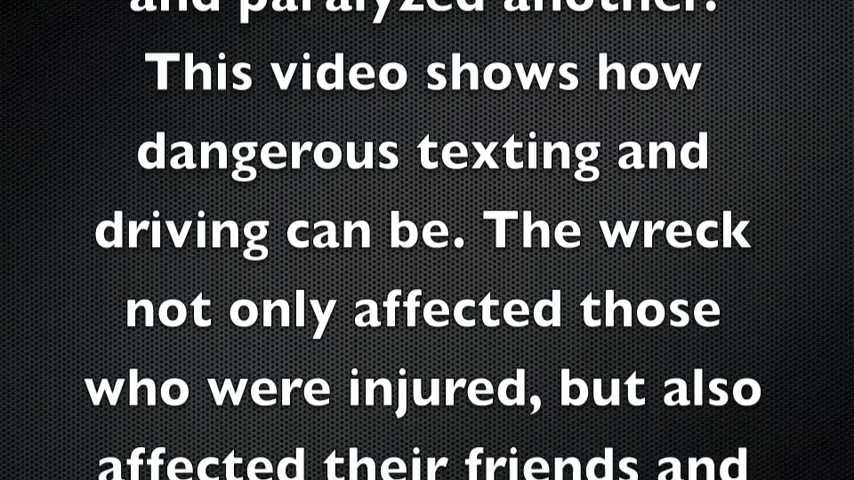 and paralyzed another.
This video shows how
dangerous texting and
driving can be. The wreck
not only affected those
who were injured, but also
affected their friends and